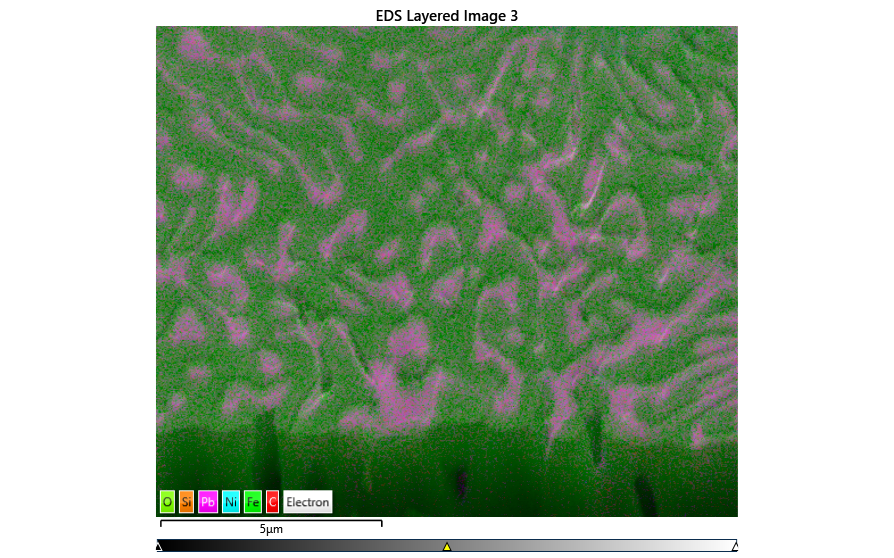 EDS Layered Image 3
O Si Pb Ni Fe C Electron
5µm